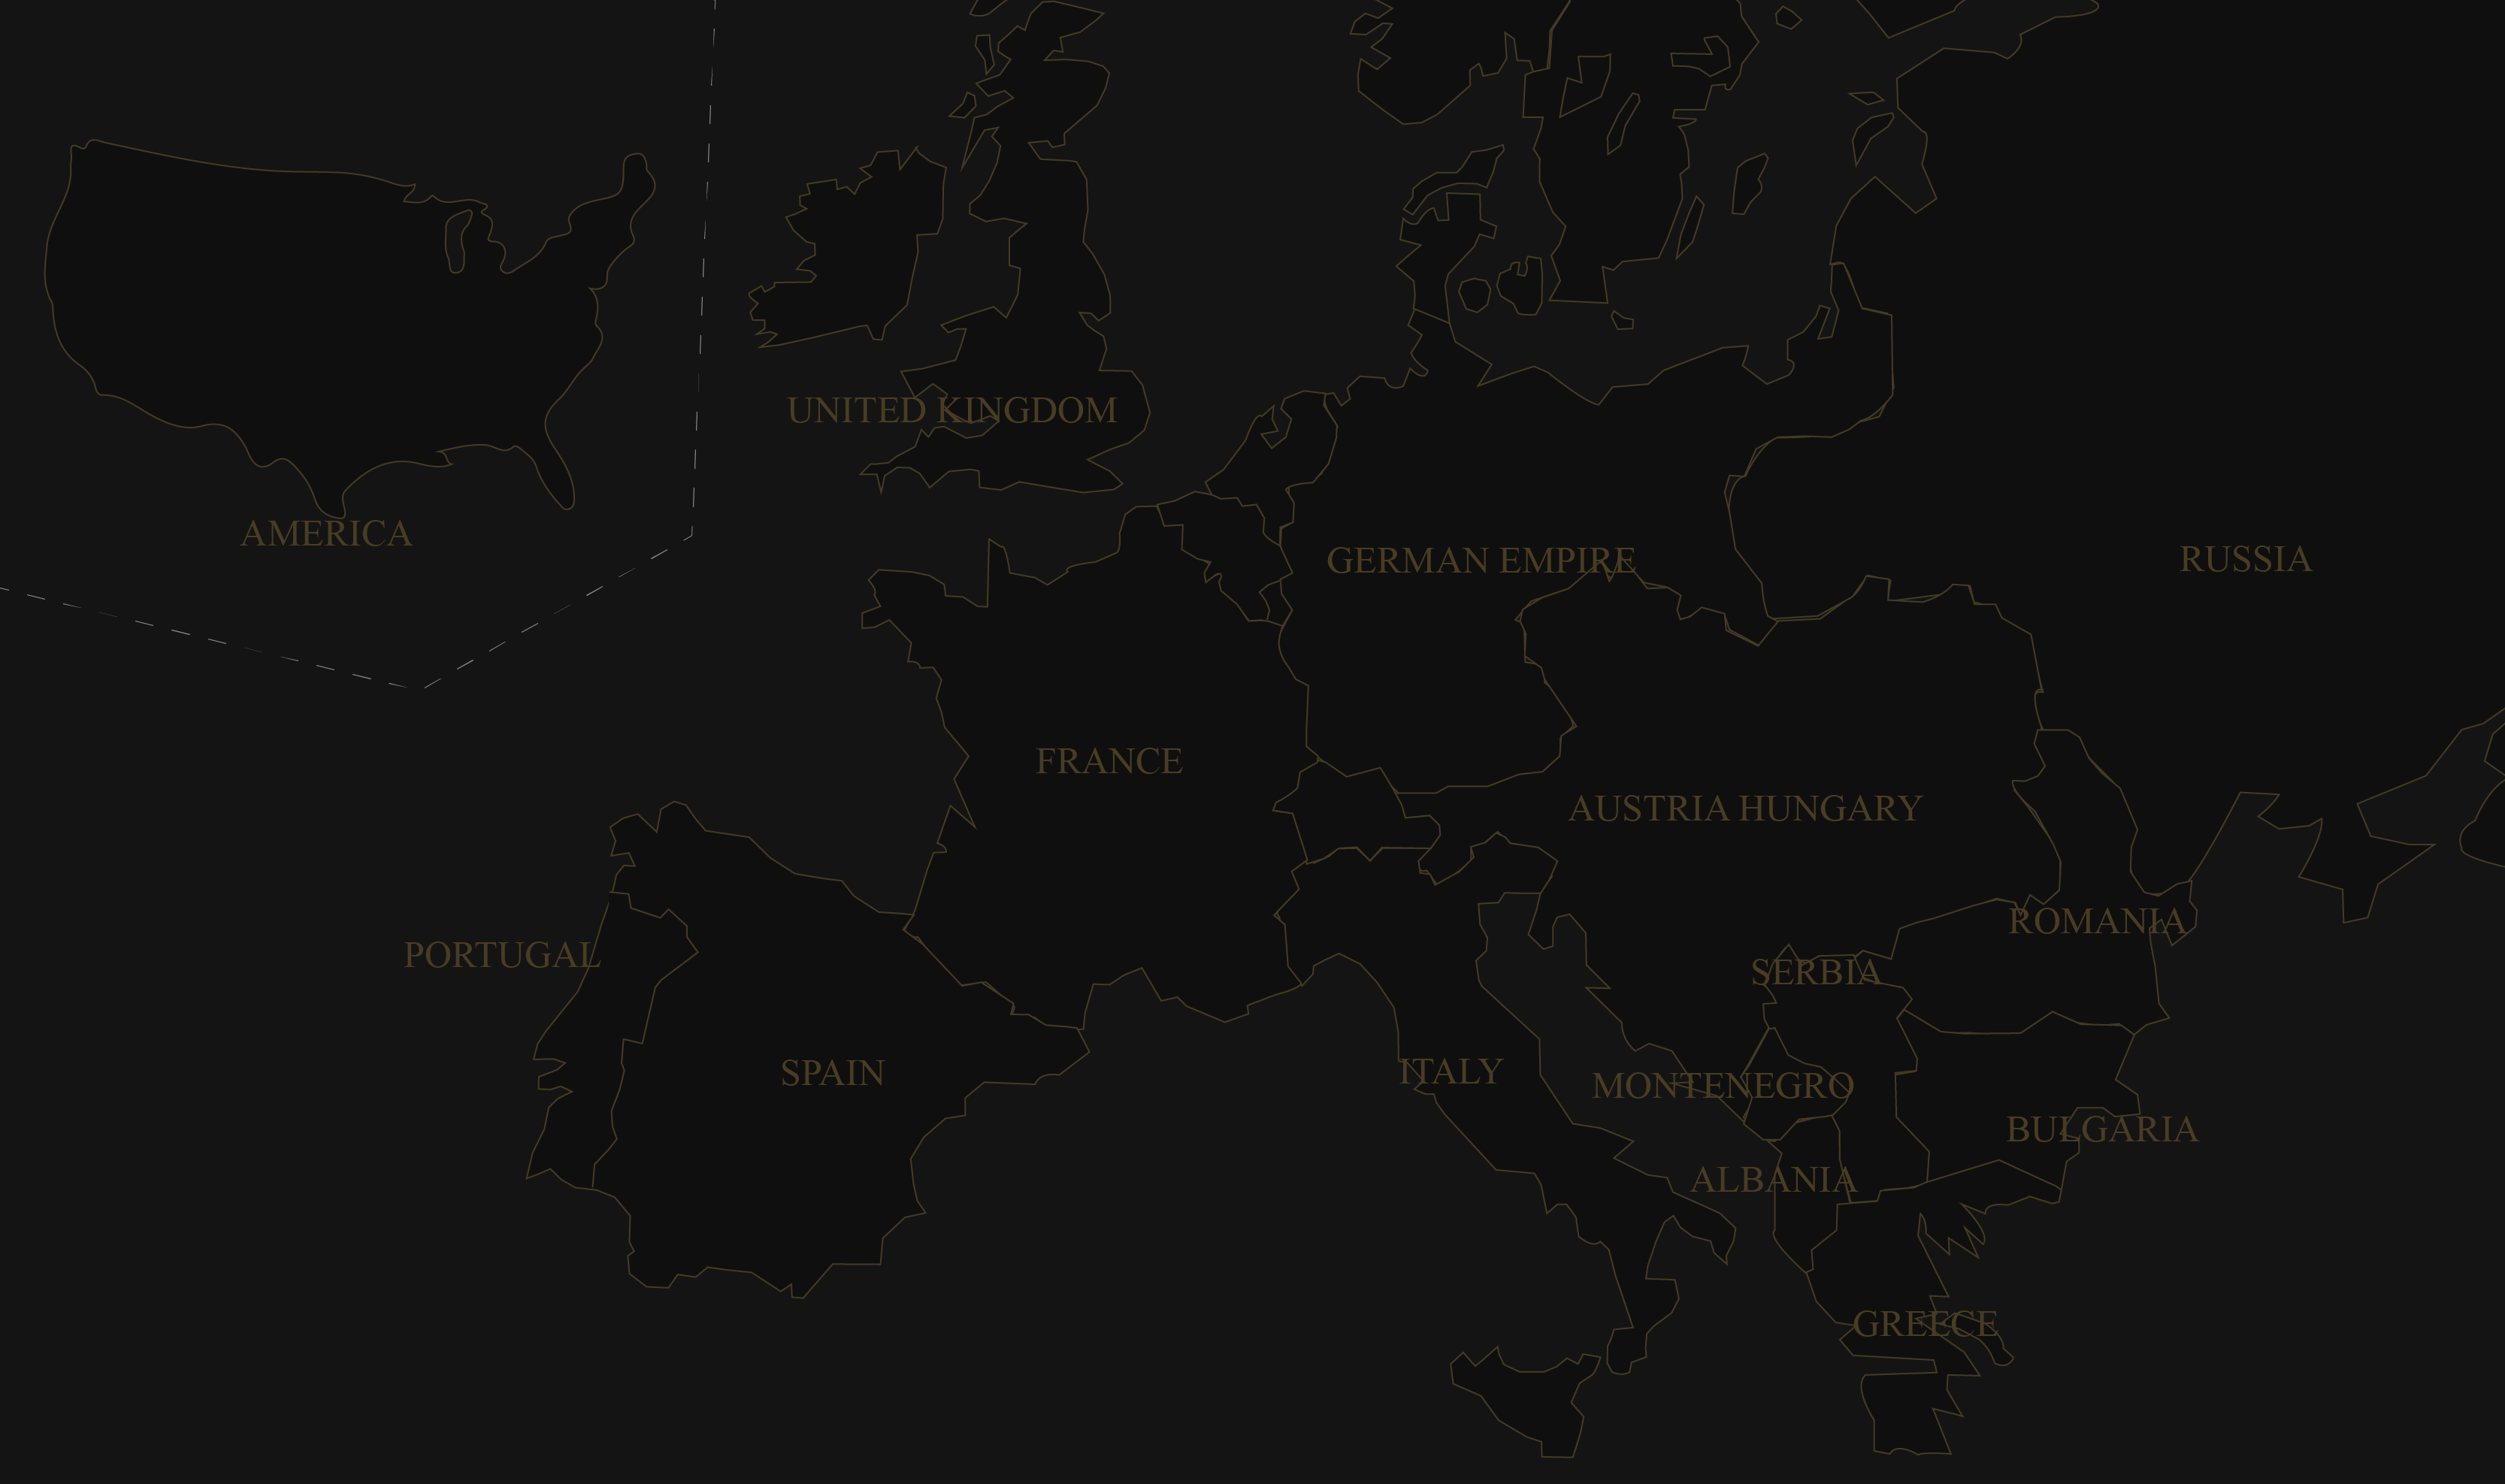 UNITED KINGDOM
AMERICA
GERMAN EMPIRE
RUSSIA
FRANCE
AUSTRIA HUNGARY
ROMANIA
PORTUGAL
SERBIA
SPAIN
ITALY
MONTENEGRO
BULGARIA
ALBANIA
GREECE